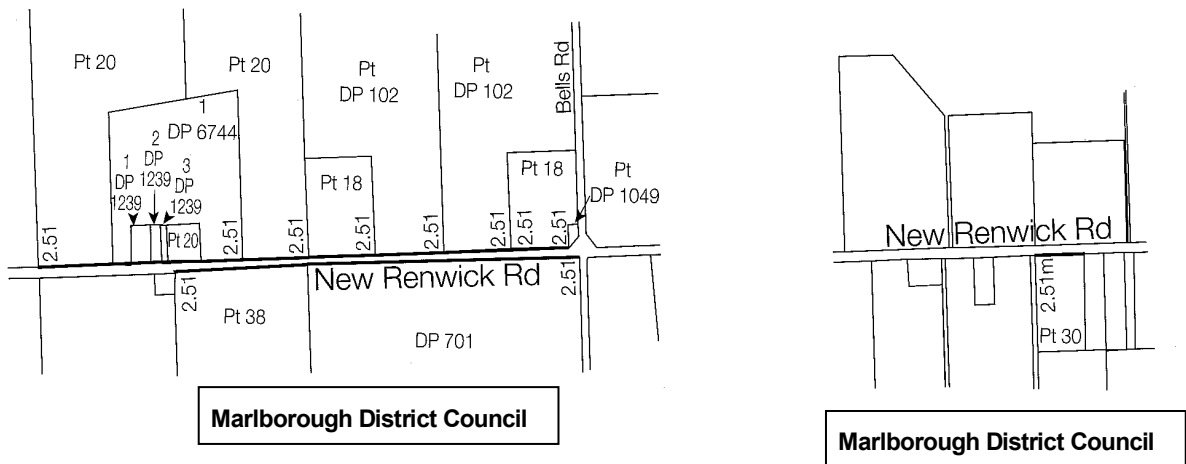 Pt 20
Pt 20
Pt
DP 102
Pt
DP 102
Bells Rd
1
DP 6744
2
DP
1239
1
DP
1239
3
DP
1239
Pt 18
Pt 18
Pt
DP 1049
Pt 20
2.51
2.51
2.51
2.51
2.51
2.51
2.51
New Renwick Rd
2.51
2.51
Pt 38
DP 701
Marlborough District Council
New Renwick Rd
2.51m
Pt 30
Marlborough District Council